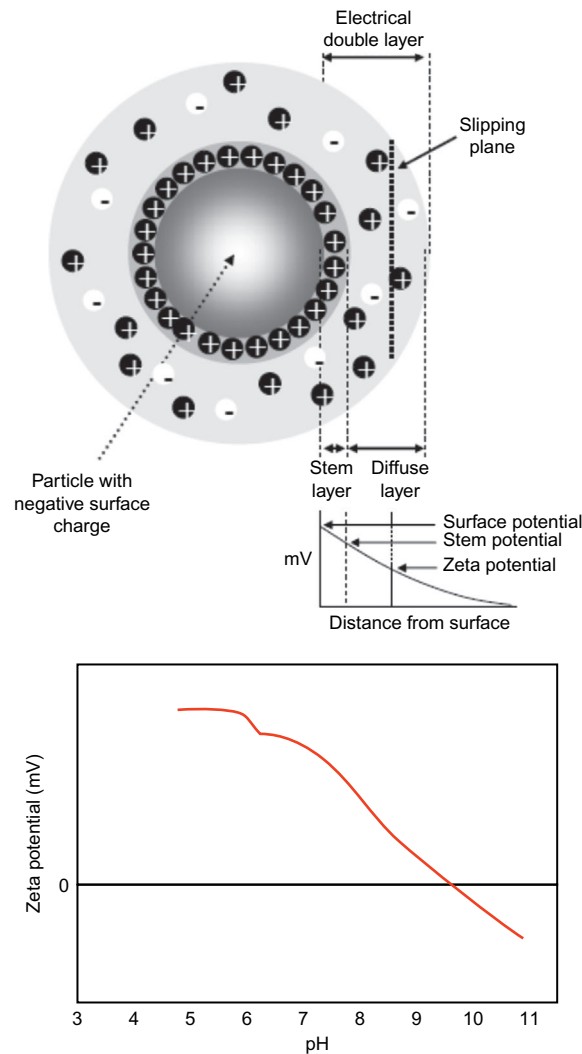 Electrical
double layer
Slipping
plane
Particle with
negative surface
charge
Stem
layer
Diffuse
layer
Surface potential
Stem potential
Zeta potential
mV
Distance from surface
Zeta potential (mV)
0
3 4 5 6 7 8 9 10 11
pH